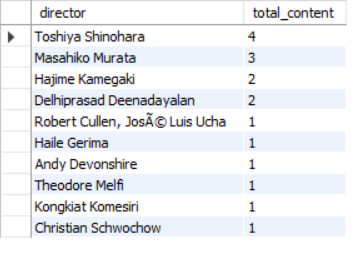 director total_content
Toshiya Shinohara 4
Masahiko Murata 3
Hajime Kamegaki 2
Delhiprasad Deenadayalan 2
Robert Cullen, JosÃ© Luis Ucha 1
Haile Gerima 1
Andy Devonshire 1
Theodore Melfi 1
Kongkiat Komesiri 1
Christian Schwochow 1